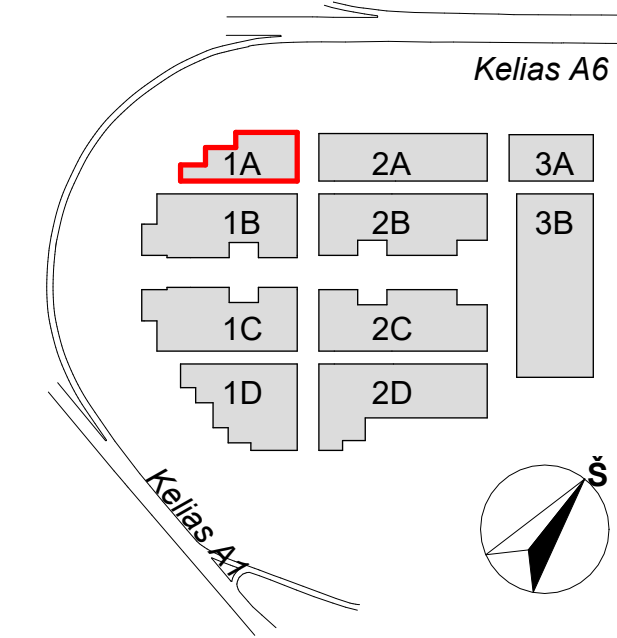 Kelias A6
1A 2A 3A
1B 2B 3B
1C 2C
1D 2D
Š
Kelias A1